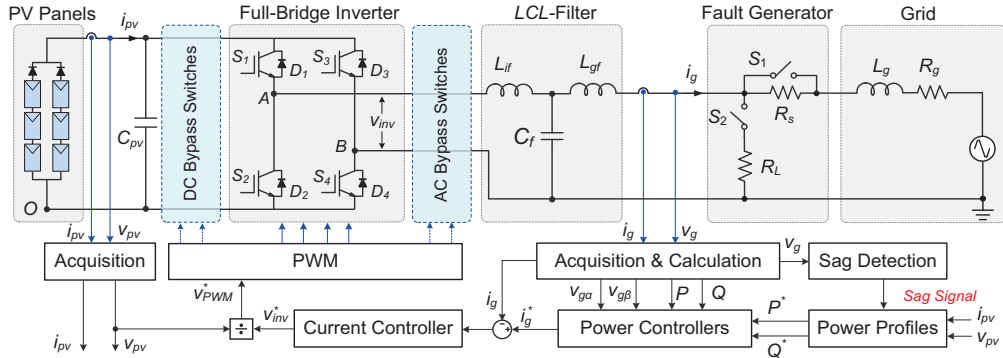 PV Panels
Full-Bridge Inverter
LCL-Filter
Fault Generator
Grid
i_pv
S_1
D_1
S_3
D_3
A
v_inv
B
S_2
D_2
S_4
D_4
C_pv
O
DC Bypass Switches
AC Bypass Switches
L_if
L_gf
C_f
i_g
S_1
R_s
S_2
R_L
L_g
R_g
i_pv
v_pv
i_g
v_g
v_g
Acquisition
PWM
Acquisition & Calculation
Sag Detection
v*_PWM
i_g
v_gα
v_gβ
P
Q
P*
Sag Signal
÷
v*_inv
Current Controller
- +
i*_g
Power Controllers
Q*
Power Profiles
i_pv
v_pv
i_pv
v_pv